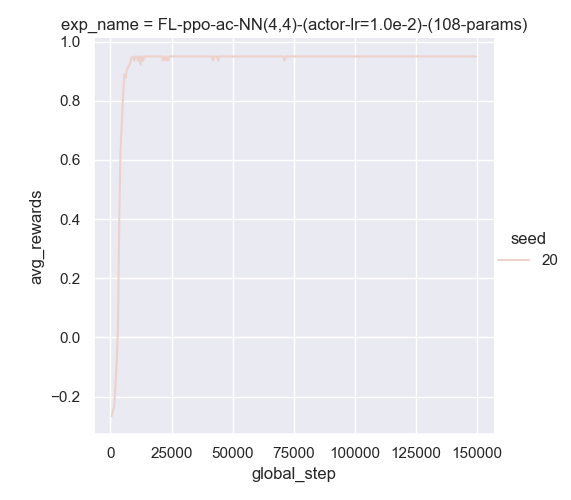 exp_name = FL-ppo-ac-NN(4,4)-(actor-lr=1.0e-2)-(108-params)
1.0
0.8
0.6
0.4
0.2
0.0
−0.2
avg_rewards
0 25000 50000 75000 100000 125000 150000
global_step
seed
20